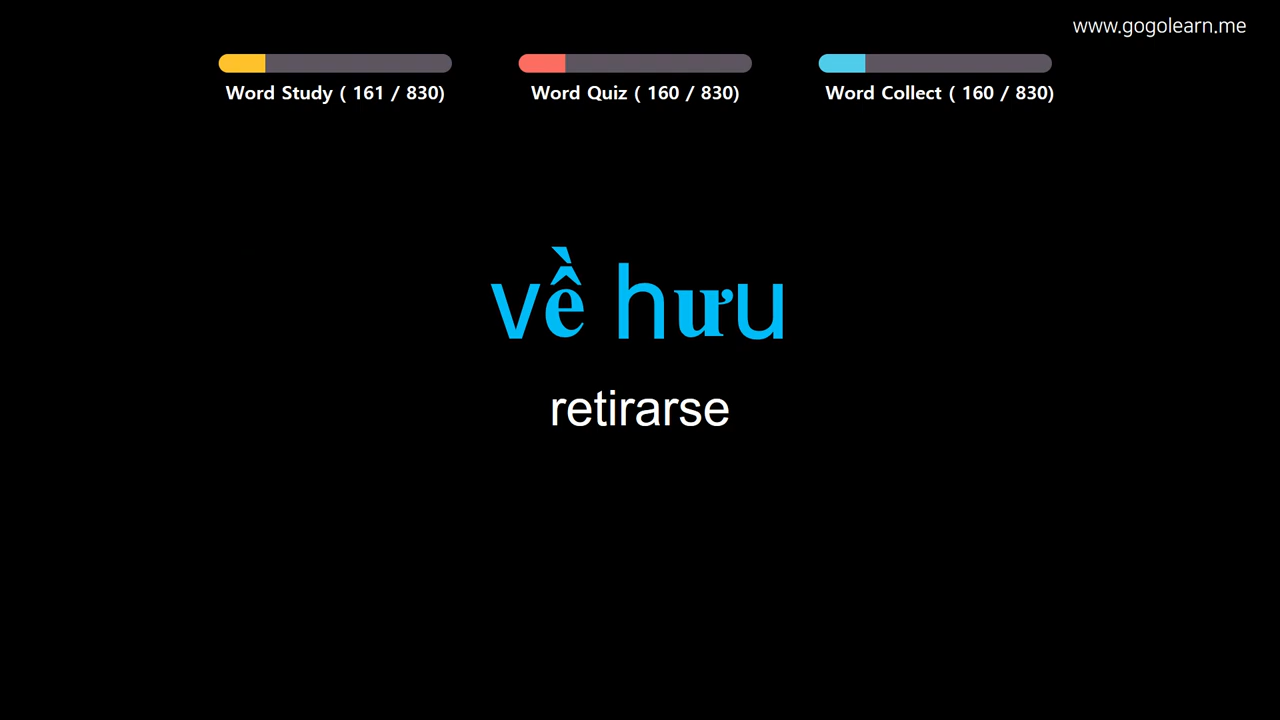 www.gogolearn.me
Word Study ( 161 / 830)
Word Quiz ( 160 / 830)
Word Collect ( 160 / 830)
về hưu
retirarse